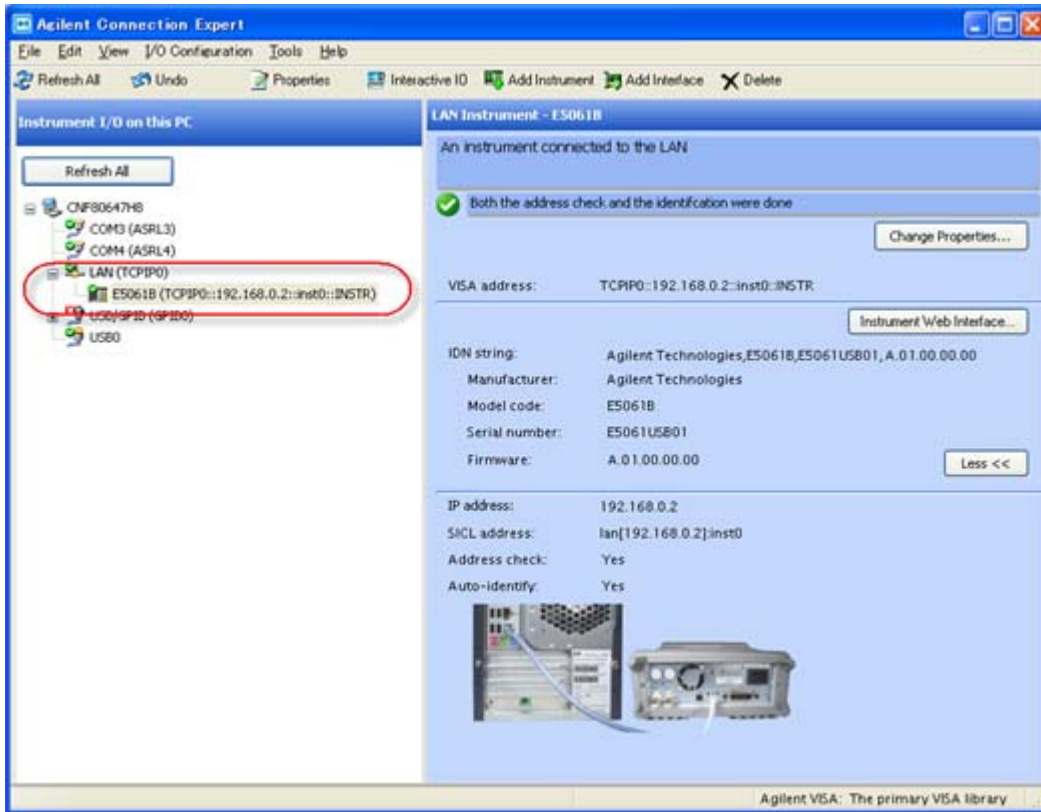 Agilent Connection Expert
File Edit View I/O Configuration Tools Help
Refresh All Undo Properties Interactive IO Add Instrument Add Interface Delete
Instrument I/O on this PC
Refresh All
CNF80647H8
COM3 (ASRL3)
COM4 (ASRL4)
LAN (TCPIP0)
E5061B (TCPIP0::192.168.0.2::inst0::INSTR)
USB/GPIB (GPIB0)
USB0
LAN Instrument - E5061B
An instrument connected to the LAN
Both the address check and the identifcation were done
Change Properties...
VISA address: TCPIP0::192.168.0.2::inst0::INSTR
Instrument Web Interface...
IDN string: Agilent Technologies,E5061B,E5061USB01, A.01.00.00.00
Manufacturer: Agilent Technologies
Model code: E5061B
Serial number: E5061USB01
Firmware: A.01.00.00.00
Less <<
IP address: 192.168.0.2
SICL address: lan[192.168.0.2]:inst0
Address check: Yes
Auto-identify: Yes
Agilent VISA: The primary VISA library